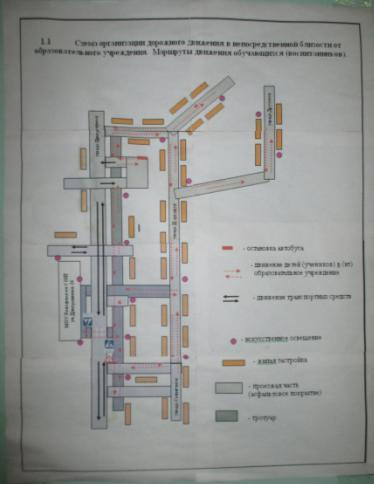 1.1 Схема организации дорожного движения в непосредственной близости от
образовательного учреждения. Маршруты движения обучающихся (воспитанников).
- остановка автобуса
- движение детей (учеников) в (из)
образовательное учреждение
- движение транспортных средств
- искусственное освещение
- жилая застройка
- проезжая часть
(асфальтовое покрытие)
- тротуар